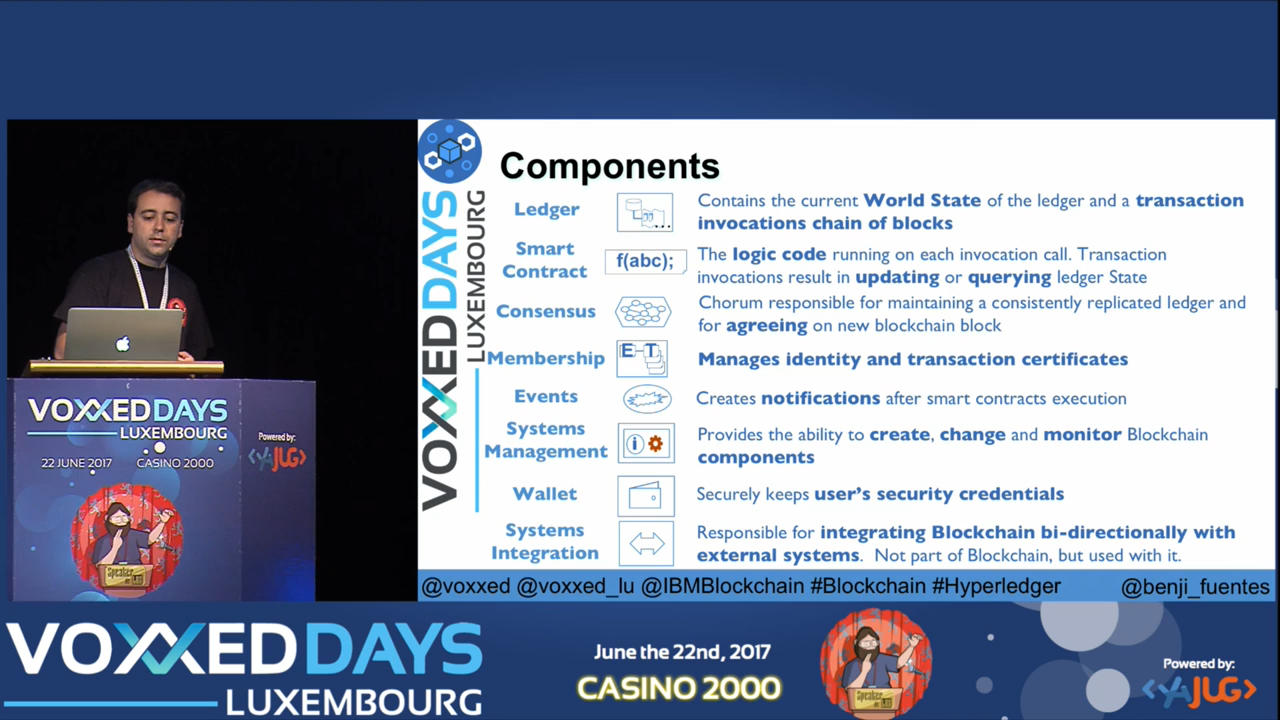 Components
Ledger
Contains the current World State of the ledger and a transaction
invocations chain of blocks
Smart
Contract
f(abc);
The logic code running on each invocation call. Transaction
invocations result in updating or querying ledger State
Consensus
Chorum responsible for maintaining a consistently replicated ledger and
for agreeing on new blockchain block
Membership
E T
Manages identity and transaction certificates
Events
Creates notifications after smart contracts execution
Systems
Management
i
Provides the ability to create, change and monitor Blockchain
components
Wallet
Securely keeps user's security credentials
Systems
Integration
Responsible for integrating Blockchain bi-directionally with
external systems. Not part of Blockchain, but used with it.
VOXXED DAYS
LUXEMBOURG
@voxxed @voxxed_lu @IBMBlockchain #Blockchain #Hyperledger @benji_fuentes
VOXXED DAYS
LUXEMBOURG
22 JUNE 2017 CASINO 2000
Powered by:
YAJUG
Speaker
VOXXED DAYS
LUXEMBOURG
June the 22nd, 2017
CASINO 2000
Speaker
Powered by:
YAJUG